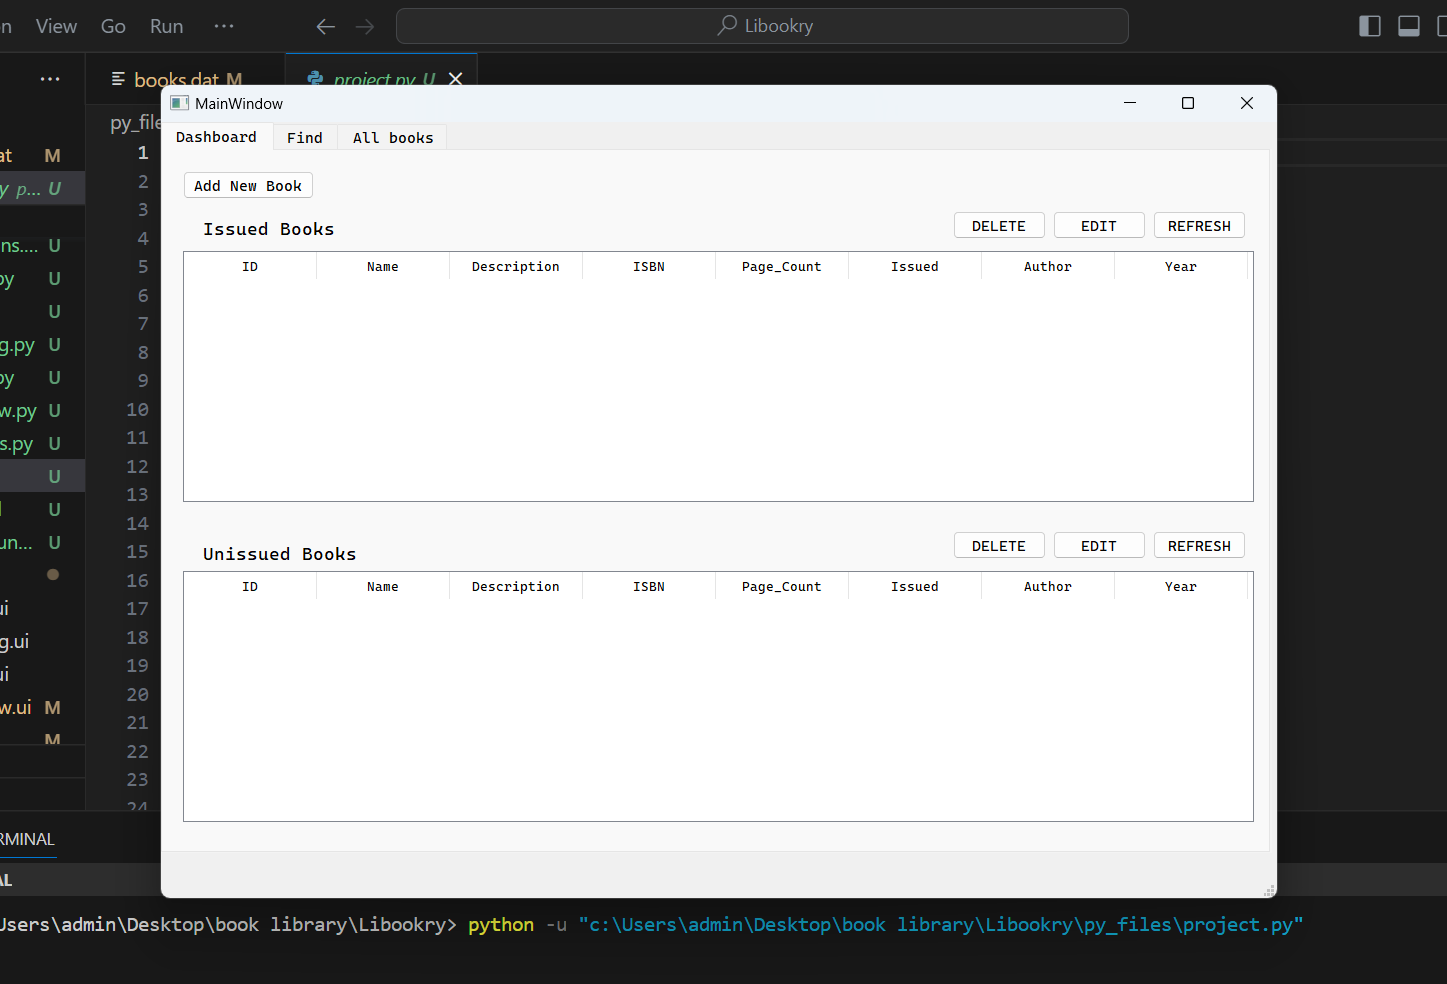 n View Go Run ···
Libookry
books.dat M project.py U
py_file
MainWindow
Dashboard Find All books
Add New Book
Issued Books DELETE EDIT REFRESH
ID Name Description ISBN Page_Count Issued Author Year
Unissued Books DELETE EDIT REFRESH
ID Name Description ISBN Page_Count Issued Author Year
at M
y p... U
ns.... U
py U
U
g.py U
py U
w.py U
s.py U
U
l U
un... U
ui
g.ui
ui
w.ui M
M
1
2
3
4
5
6
7
8
9
10
11
12
13
14
15
16
17
18
19
20
21
22
23
24
RMINAL
AL
Users\admin\Desktop\book library\Libookry> python -u "c:\Users\admin\Desktop\book library\Libookry\py_files\project.py"